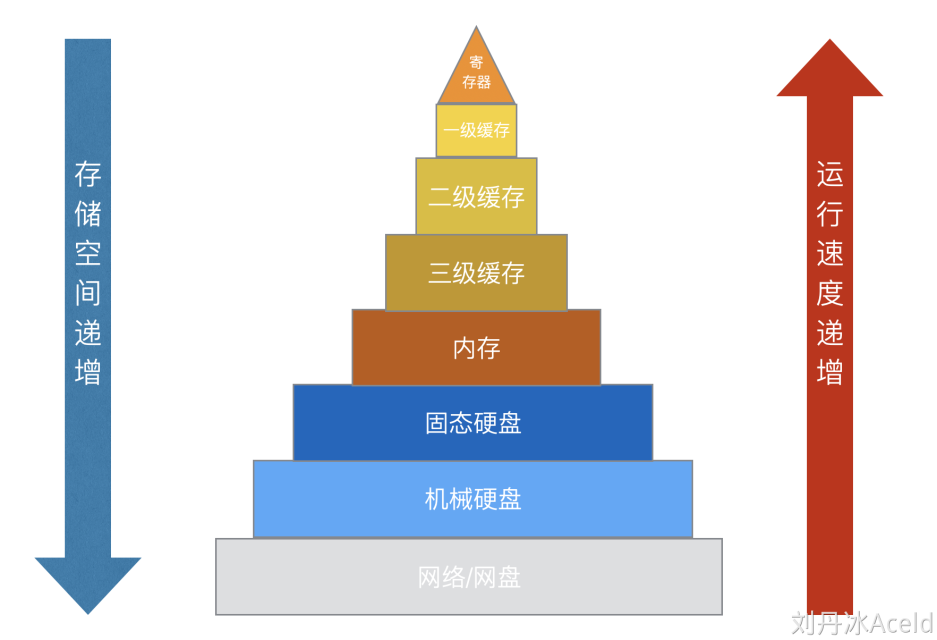 存储空间递增
寄
存器
一级缓存
二级缓存
三级缓存
内存
固态硬盘
机械硬盘
网络/网盘
运行速度递增
刘丹冰Aceld